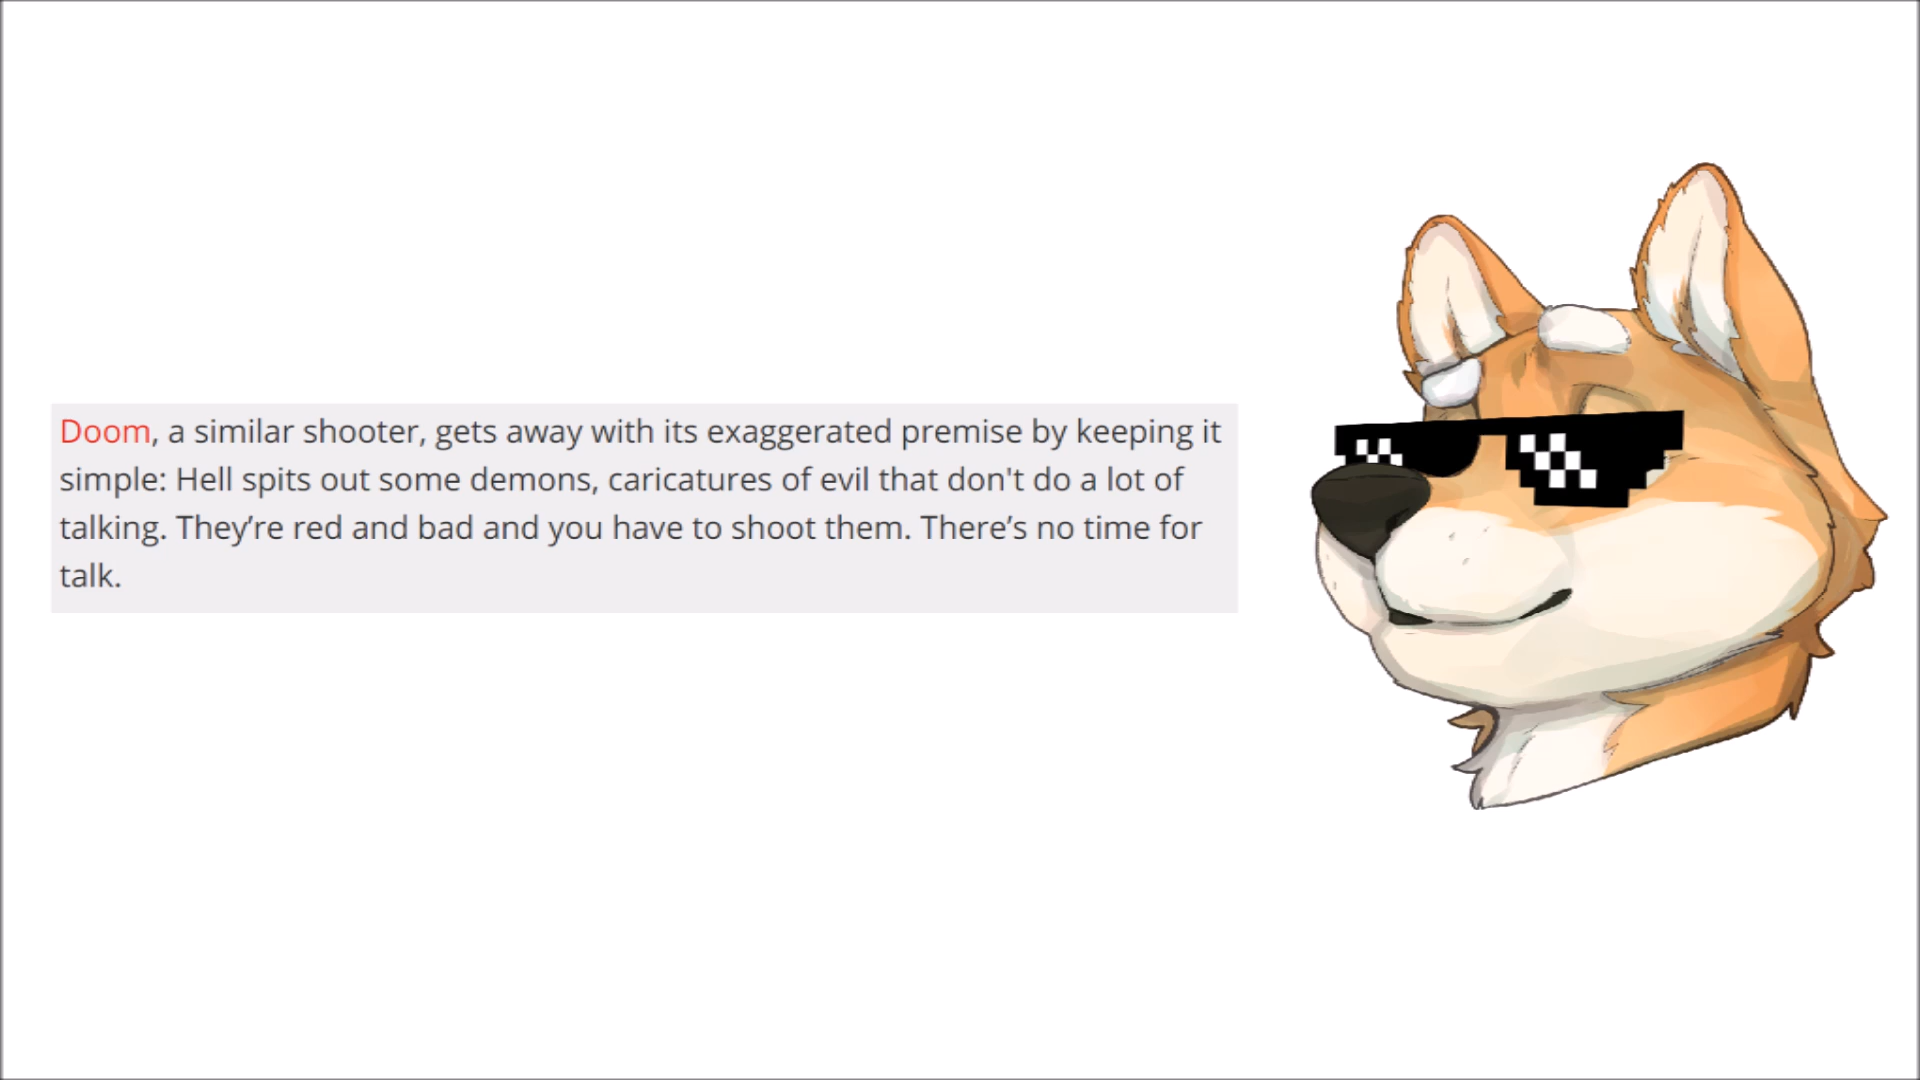 Doom, a similar shooter, gets away with its exaggerated premise by keeping it
simple: Hell spits out some demons, caricatures of evil that don't do a lot of
talking. They’re red and bad and you have to shoot them. There’s no time for
talk.